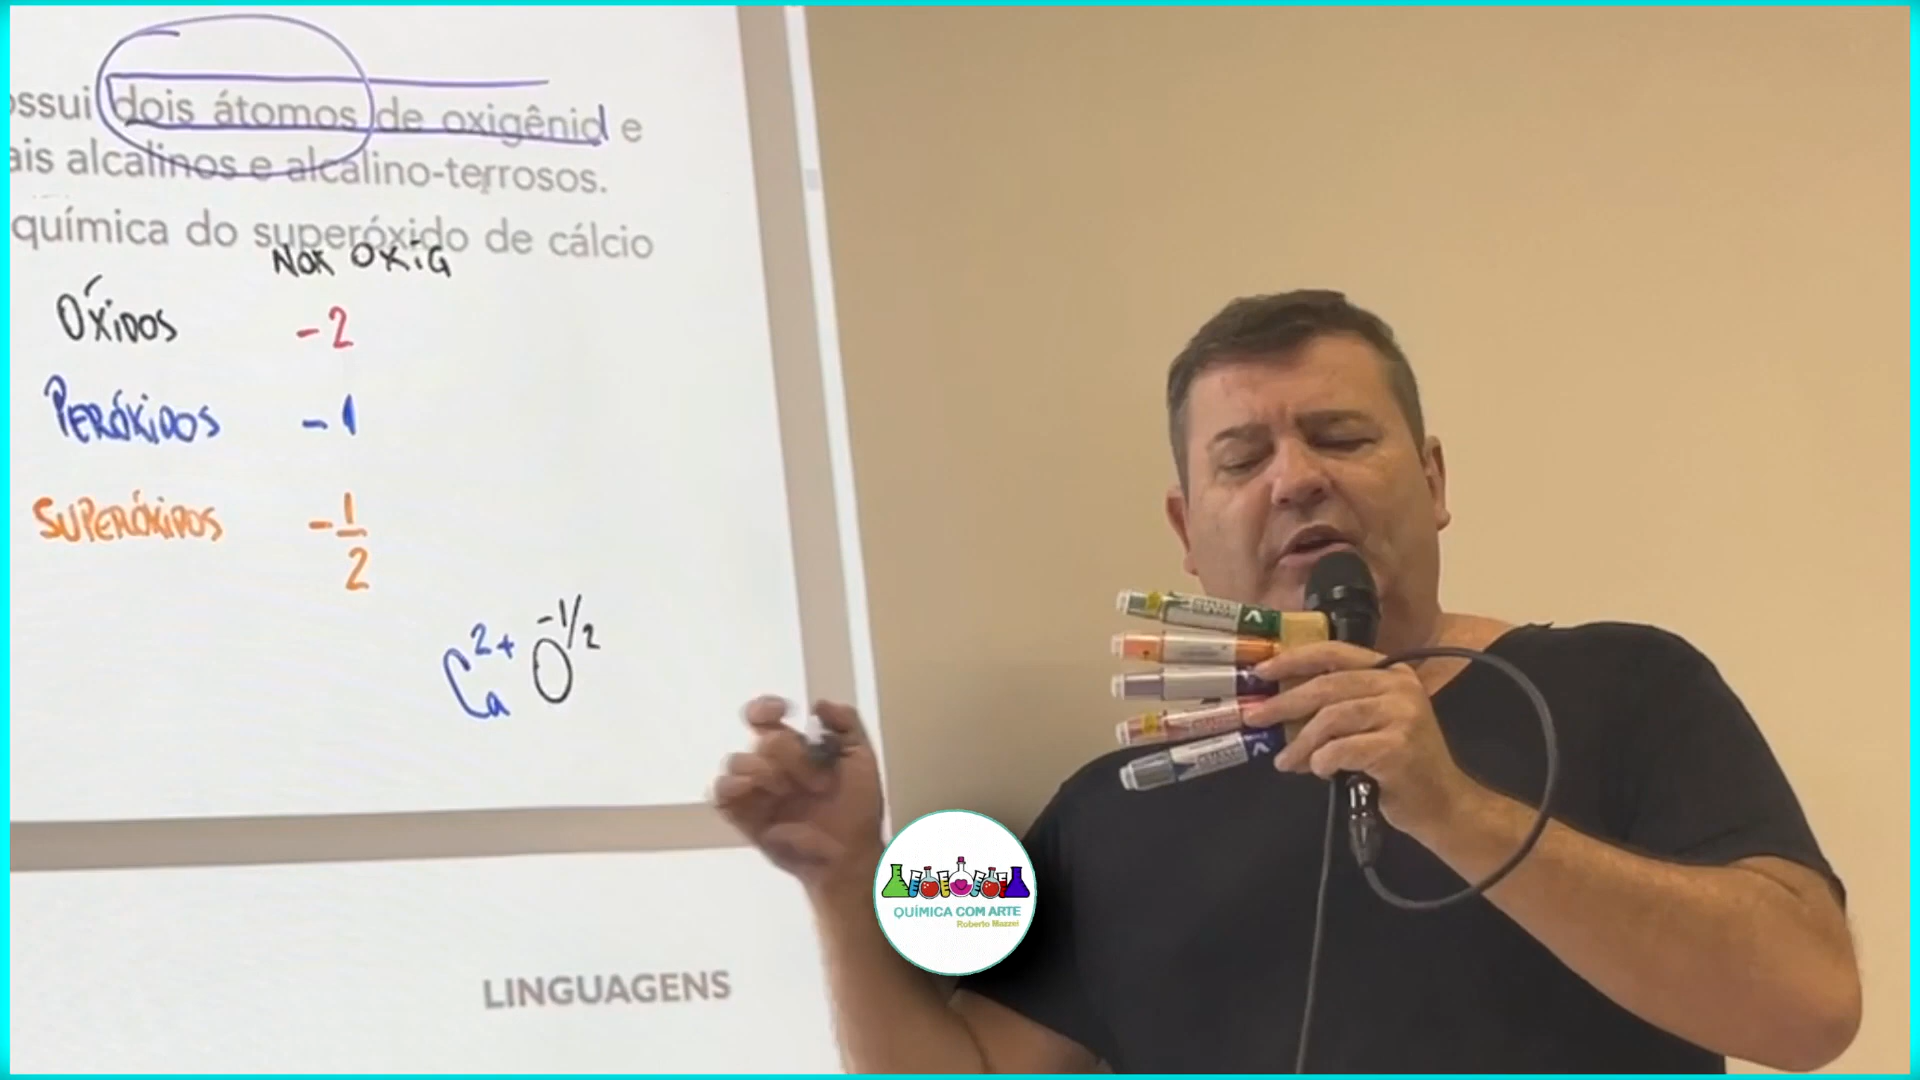 ossui dois átomos de oxigênio e
ais alcalinos e alcalino-terrosos.
química do superóxido de cálcio
NOX OXIG
ÓXIDOS -2
PERÓXIDOS -1
SUPERÓXIDOS -1/2
Ca2+ O-1/2
QUÍMICA COM ARTE
Roberto Mazzei
LINGUAGENS